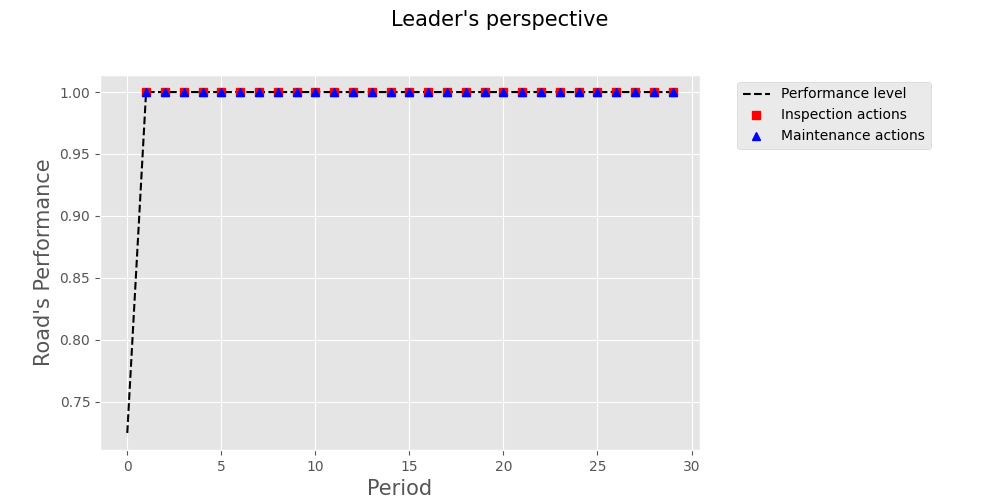 Leader's perspective
Performance level
Inspection actions
Maintenance actions
Road's Performance
1.00
0.95
0.90
0.85
0.80
0.75
0 5 10 15 20 25 30
Period